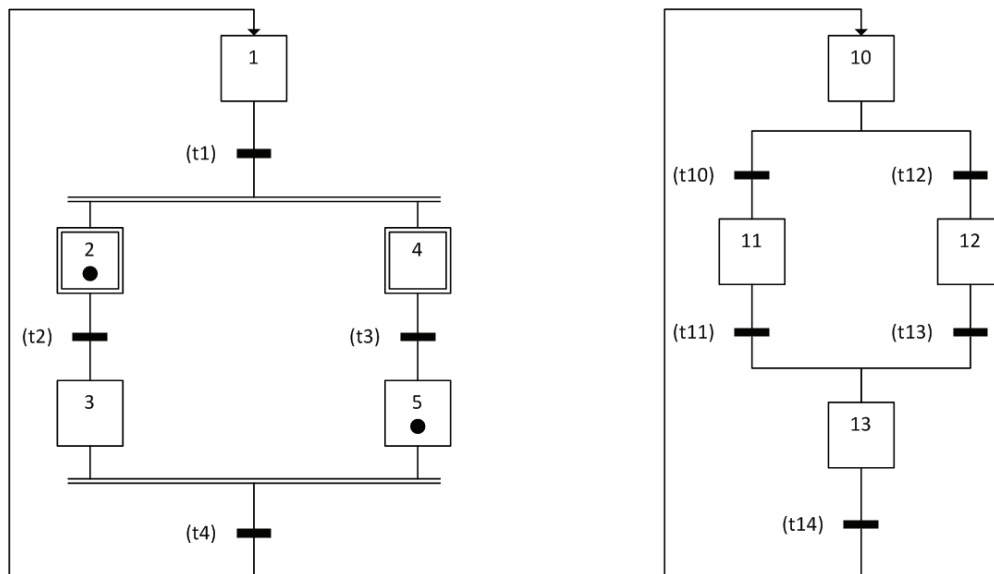 1
(t1)
2
4
(t2)
(t3)
3
5
(t4)
10
(t10)
(t12)
11
12
(t11)
(t13)
13
(t14)